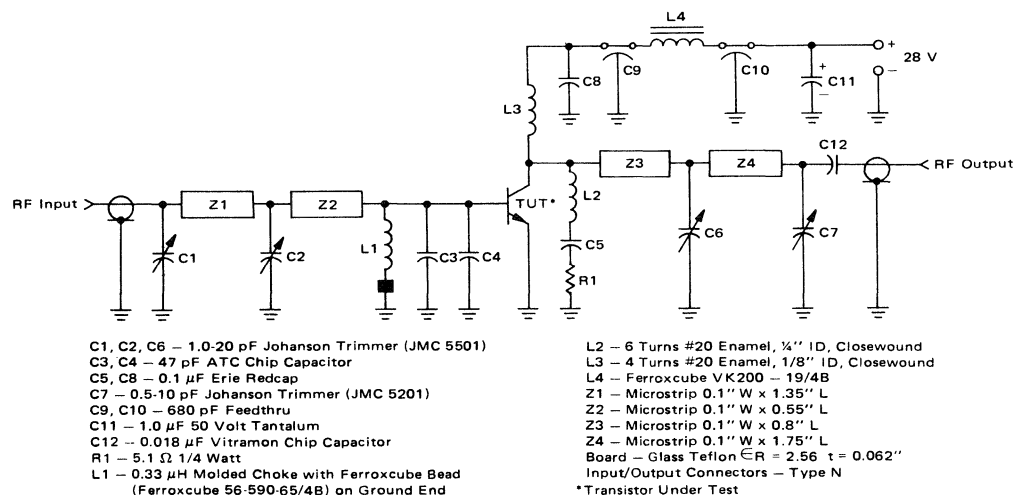 L4
+
28 V
C8
C9
C10
+
C11
–
–
L3
C12
Z3
Z4
RF Output
TUT*
L2
RF Input
Z1
Z2
C6
C7
L1
C5
C1
C2
C3
C4
R1
C1, C2, C6 – 1.0-20 pF Johanson Trimmer (JMC 5501)
C3, C4 – 47 pF ATC Chip Capacitor
C5, C8 – 0.1 μF Erie Redcap
C7 – 0.5-10 pF Johanson Trimmer (JMC 5201)
C9, C10 – 680 pF Feedthru
C11 – 1.0 μF 50 Volt Tantalum
C12 – 0.018 μF Vitramon Chip Capacitor
R1 – 5.1 Ω 1/4 Watt
L1 – 0.33 μH Molded Choke with Ferroxcube Bead
(Ferroxcube 56-590-65/4B) on Ground End
L2 – 6 Turns #20 Enamel, ¼'' ID, Closewound
L3 – 4 Turns #20 Enamel, 1/8'' ID, Closewound
L4 – Ferroxcube VK200 – 19/4B
Z1 – Microstrip 0.1'' W x 1.35'' L
Z2 – Microstrip 0.1'' W x 0.55'' L
Z3 – Microstrip 0.1'' W x 0.8'' L
Z4 – Microstrip 0.1'' W x 1.75'' L
Board – Glass Teflon ∈R = 2.56 t = 0.062''
Input/Output Connectors – Type N
*Transistor Under Test